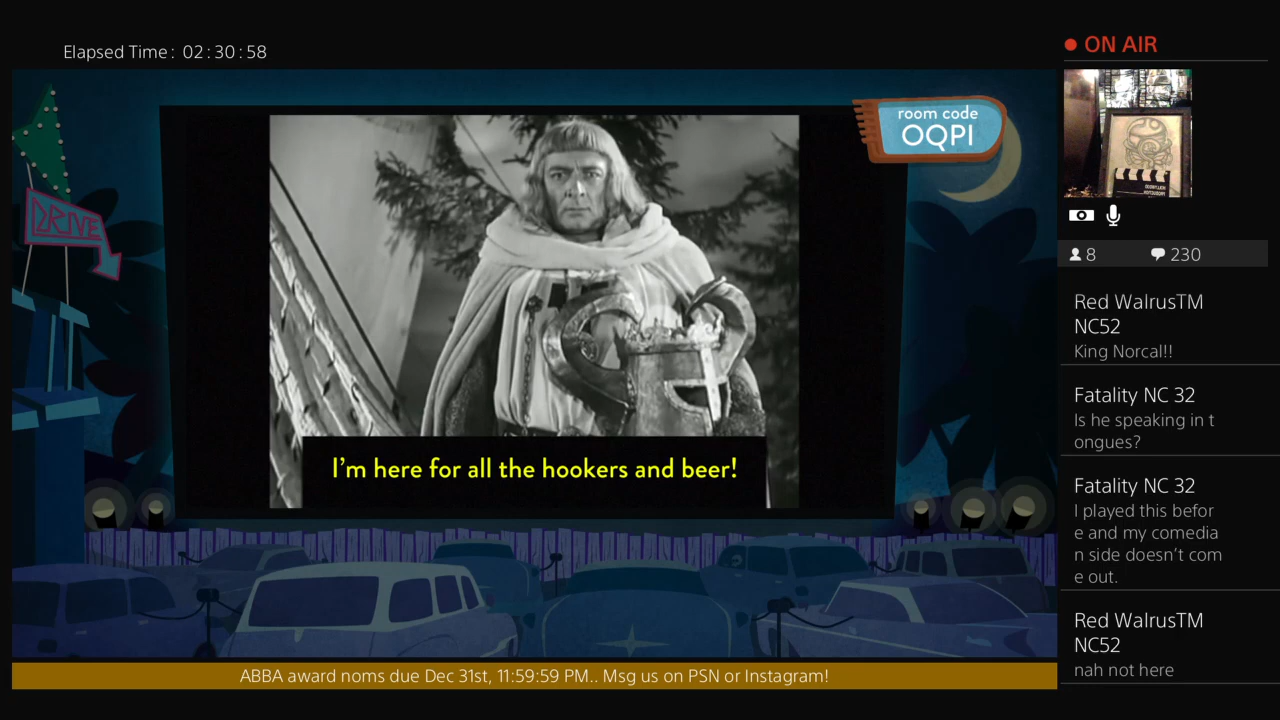 Elapsed Time: 02:30:58
ON AIR
room code
OQPI
DRIVE
I'm here for all the hookers and beer!
8 230
Red WalrusTM
NC52
King Norcal!!
Fatality NC 32
Is he speaking in t
ongues?
Fatality NC 32
I played this befor
e and my comedia
n side doesn't com
e out.
Red WalrusTM
NC52
nah not here
ABBA award noms due Dec 31st, 11:59:59 PM.. Msg us on PSN or Instagram!